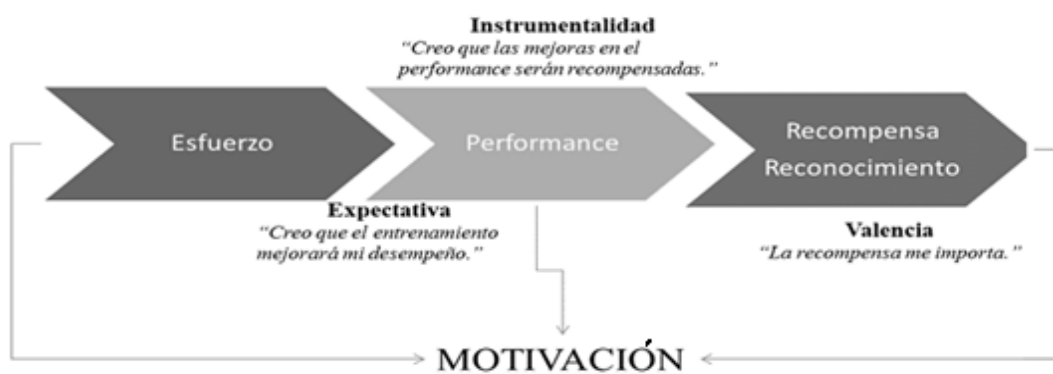 Instrumentalidad
“Creo que las mejoras en el
performance serán recompensadas.”
Esfuerzo
Performance
Recompensa
Reconocimiento
Expectativa
“Creo que el entrenamiento
mejorará mi desempeño.”
Valencia
“La recompensa me importa.”
MOTIVACIÓN